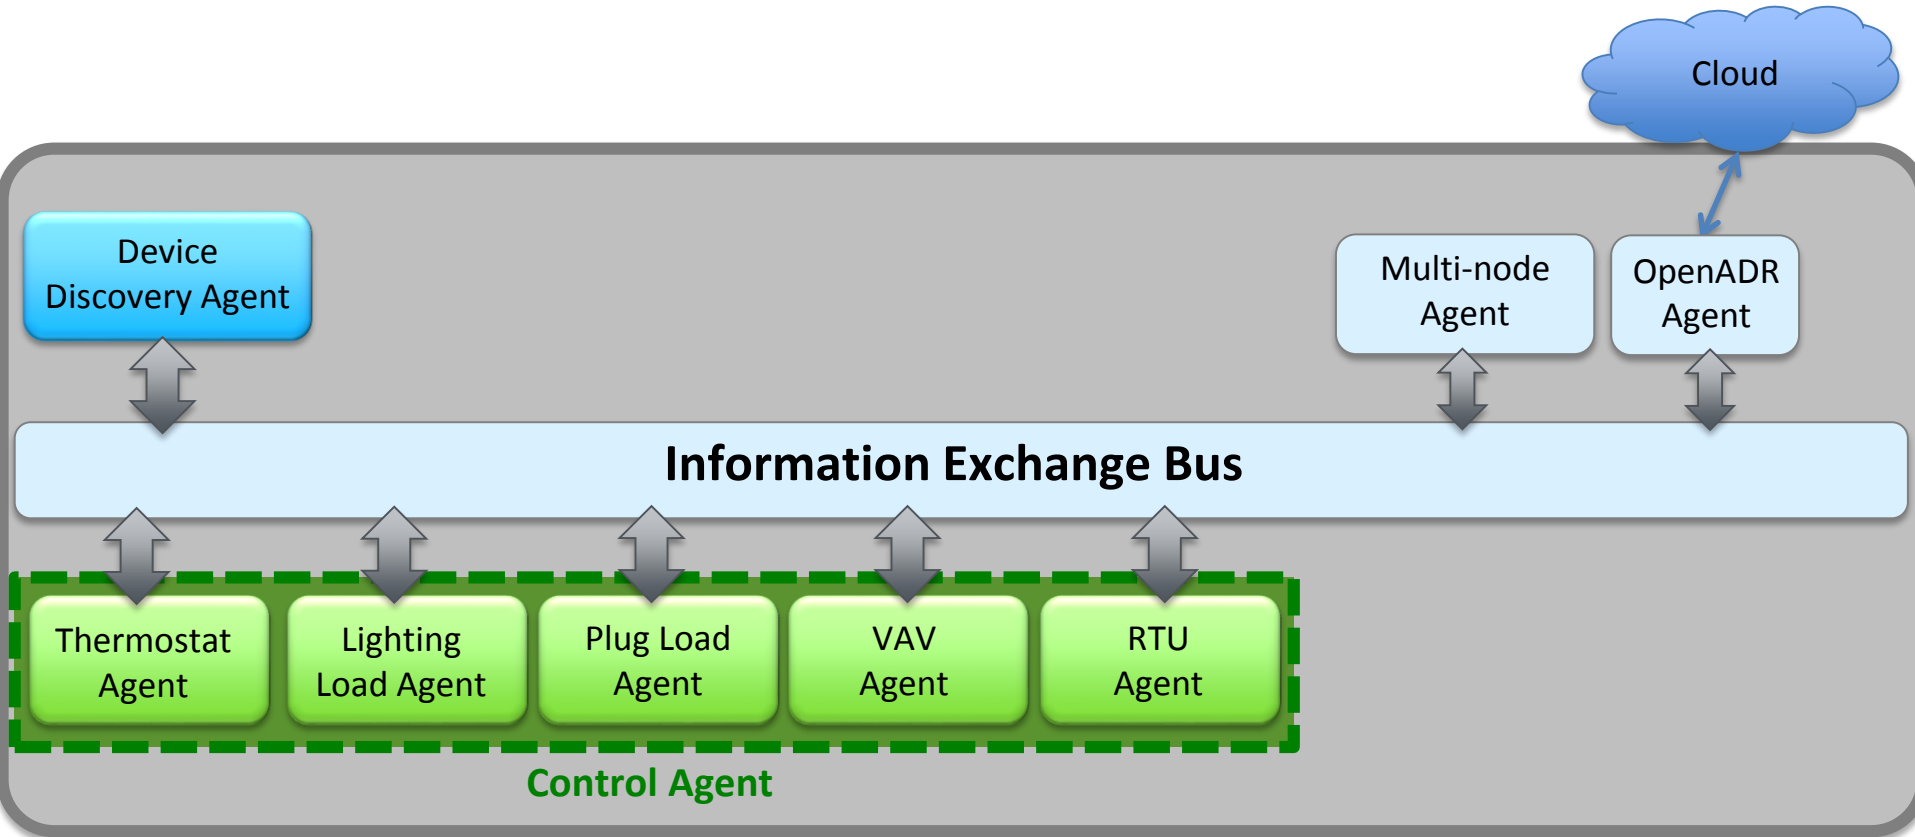 Cloud
Device
Discovery Agent
Multi-node
Agent
OpenADR
Agent
Information Exchange Bus
Thermostat
Agent
Lighting
Load Agent
Plug Load
Agent
VAV
Agent
RTU
Agent
Control Agent